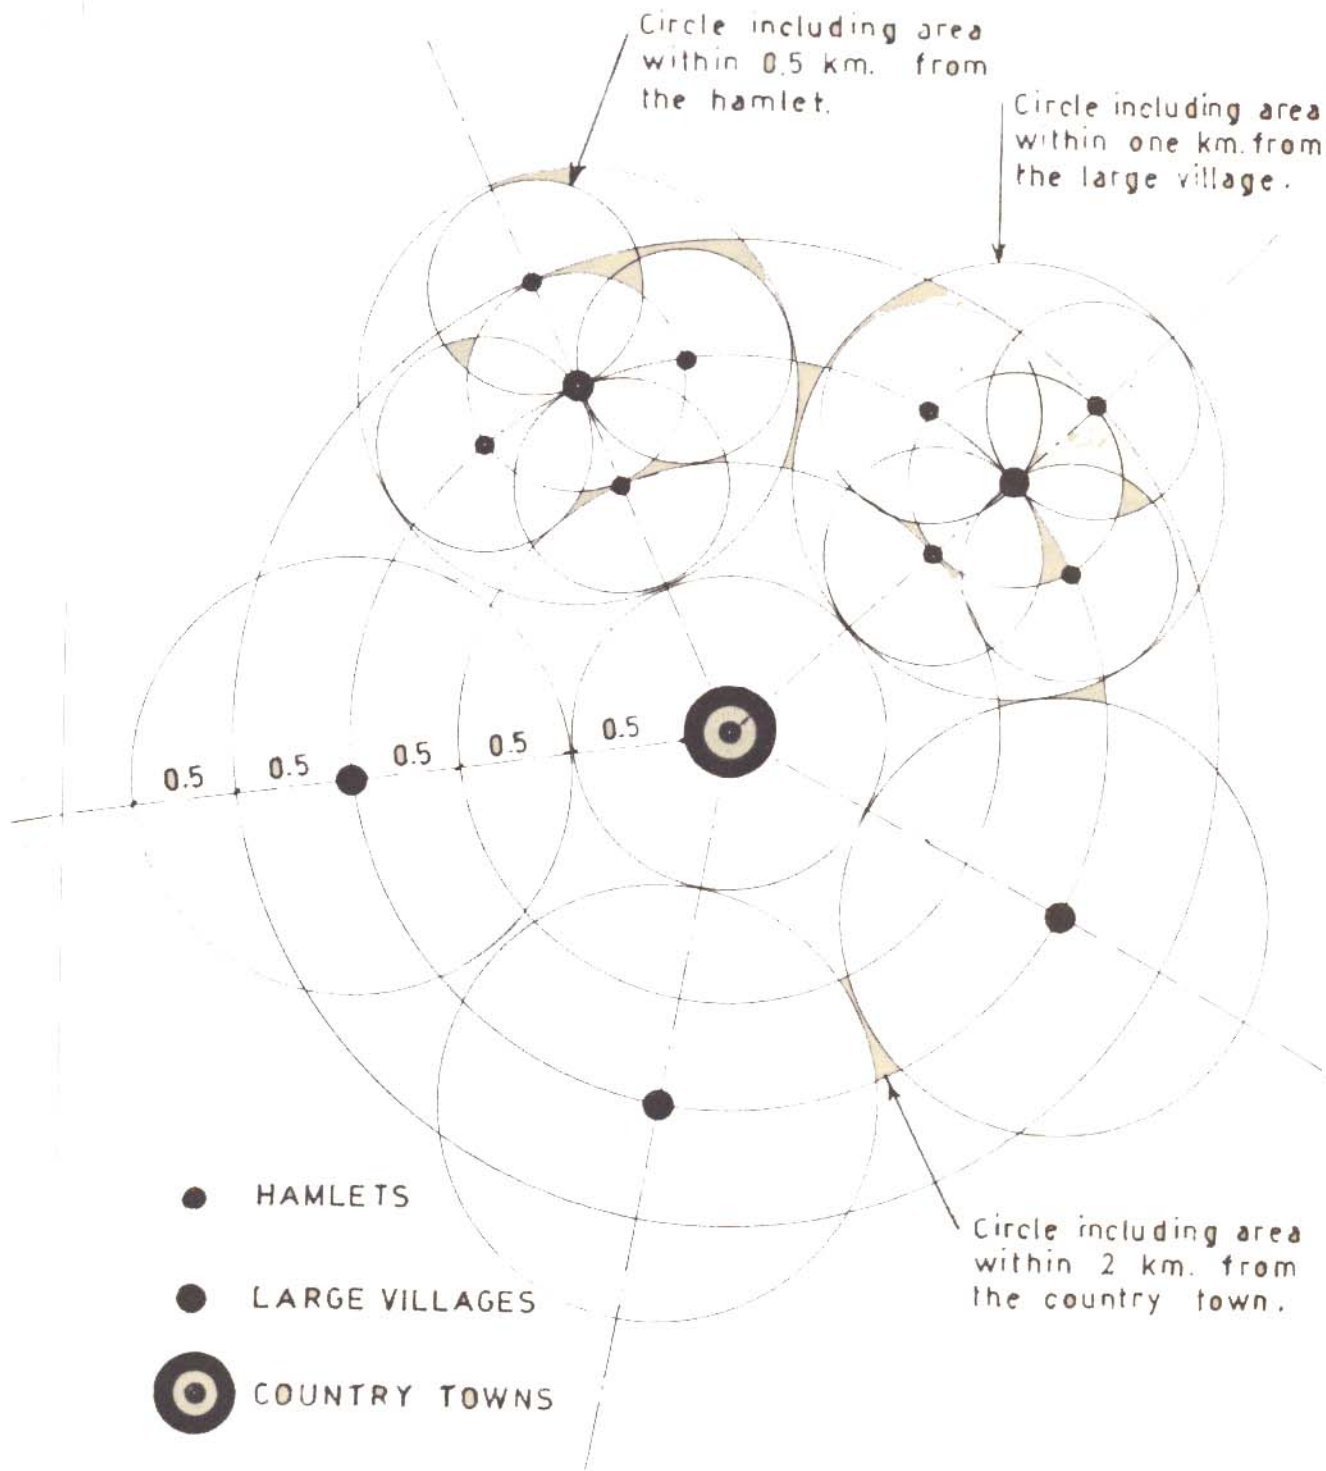 Circle including area
within 0.5 km. from
the hamlet.
Circle including area
within one km. from
the large village.
0.5
0.5
0.5
0.5
0.5
HAMLETS
LARGE VILLAGES
COUNTRY TOWNS
Circle including area
within 2 km. from
the country town.